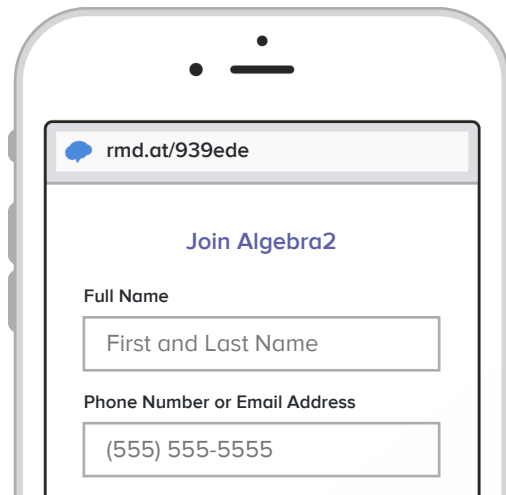 rmd.at/939ede
Join Algebra2
Full Name
First and Last Name
Phone Number or Email Address
(555) 555-5555